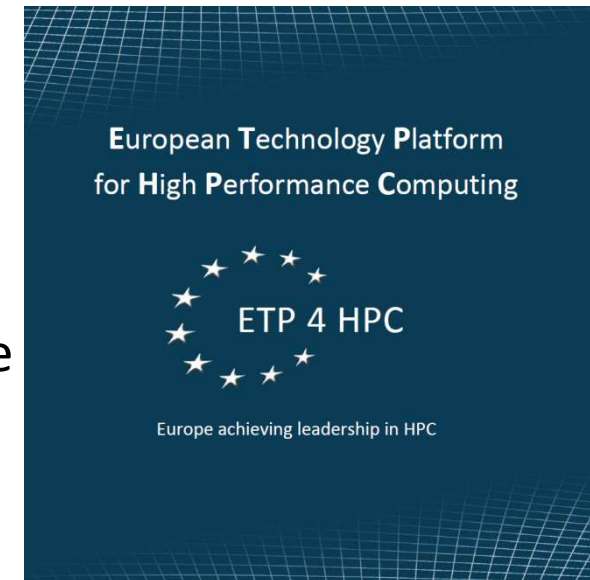 European Technology Platform
for High Performance Computing
ETP 4 HPC
e
Europe achieving leadership in HPC